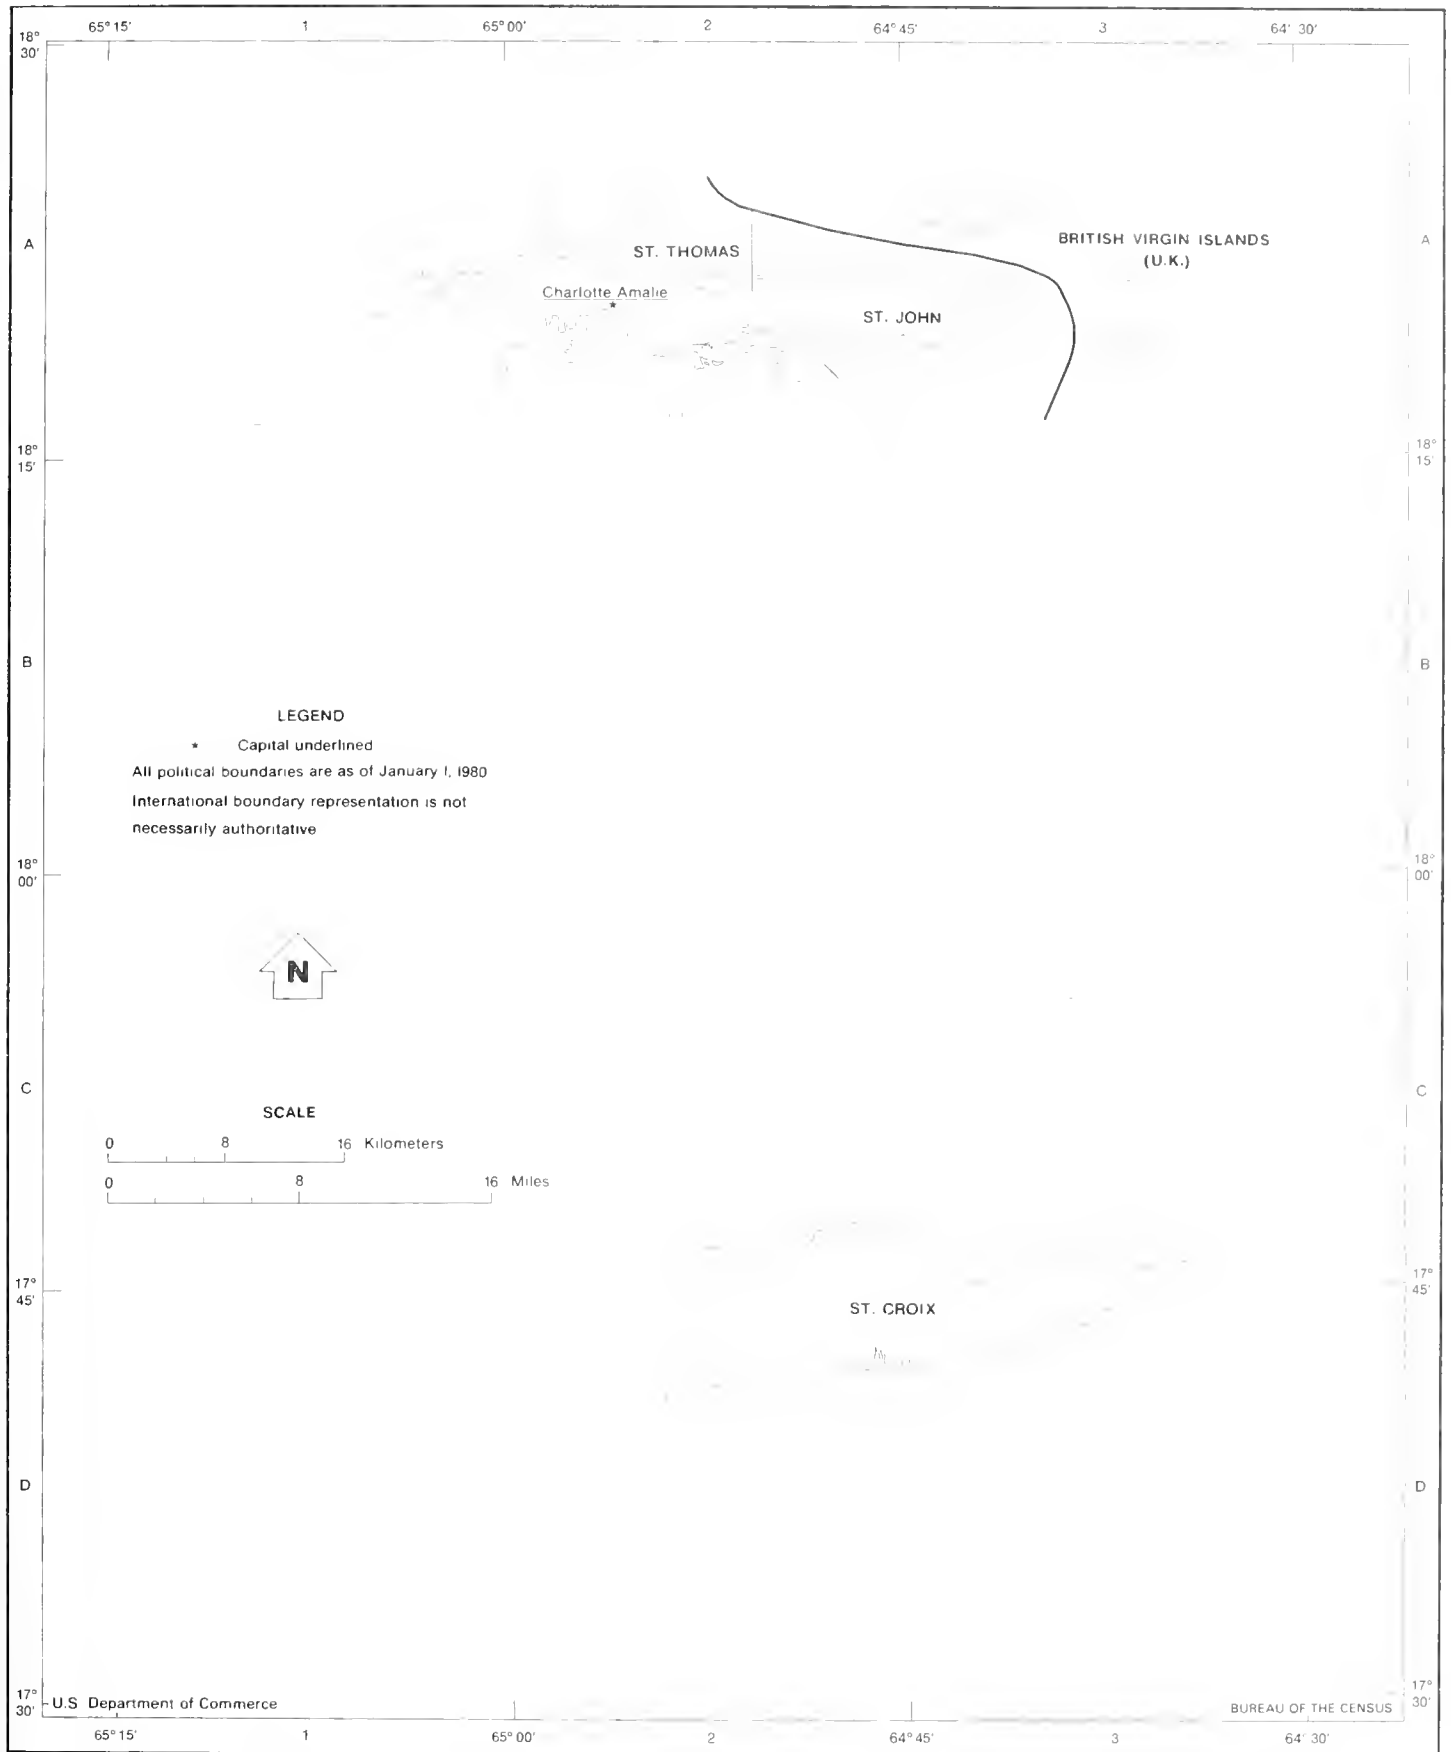 65°15' 1 65°00' 2 64°45' 3 64°30'
18°
30'
A
ST. THOMAS
BRITISH VIRGIN ISLANDS
(U.K.)
A
Charlotte Amalie
★
ST. JOHN
18°
15'
18°
15'
B
B
LEGEND
★ Capital underlined
All political boundaries are as of January 1, 1980
International boundary representation is not
necessarily authoritative
18°
00'
18°
00'
N
C
C
SCALE
0 8 16 Kilometers
0 8 16 Miles
17°
45'
17°
45'
ST. CROIX
D
D
17°
30'
17°
30'
U.S Department of Commerce
BUREAU OF THE CENSUS
65°15' 1 65°00' 2 64°45' 3 64°30'